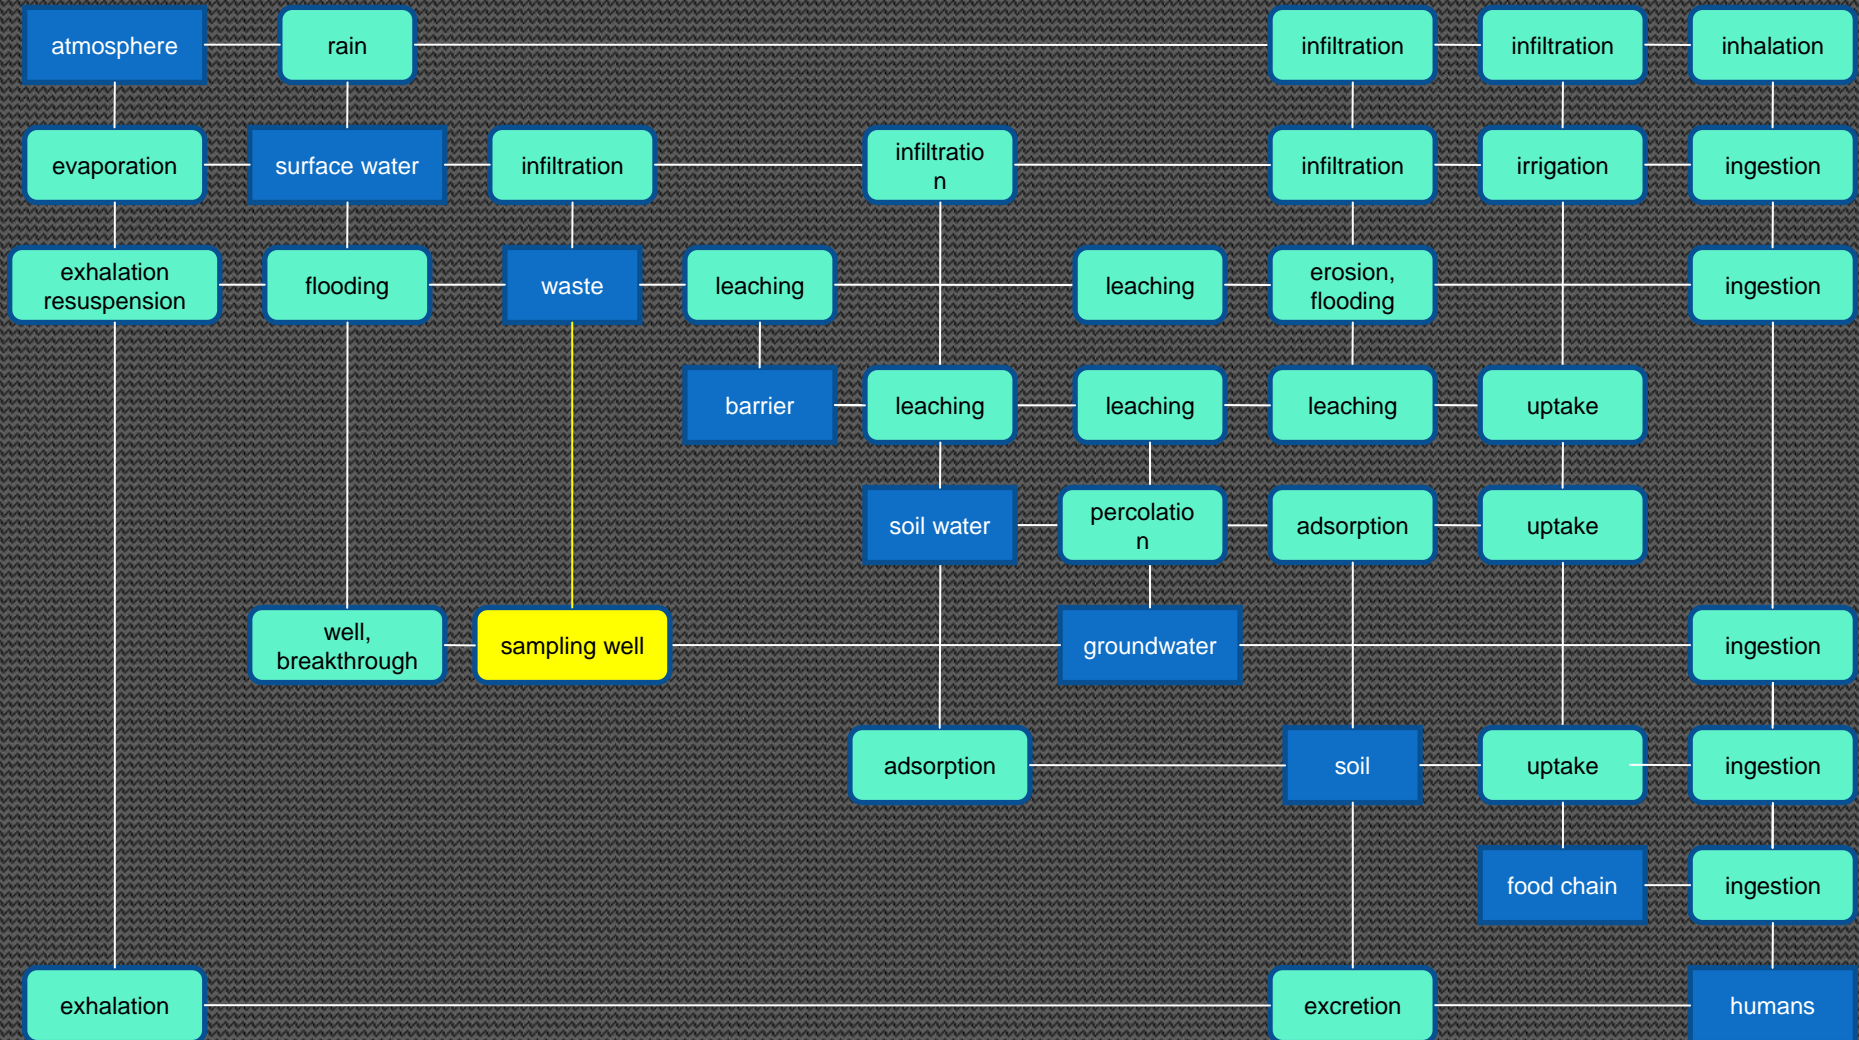 atmosphere
rain
infiltration
infiltration
inhalation
evaporation
surface water
infiltration
infiltratio
n
infiltration
irrigation
ingestion
exhalation
resuspension
flooding
waste
leaching
leaching
erosion,
flooding
ingestion
barrier
leaching
leaching
leaching
uptake
soil water
percolatio
n
adsorption
uptake
well,
breakthrough
sampling well
groundwater
ingestion
adsorption
soil
uptake
ingestion
food chain
ingestion
exhalation
excretion
humans